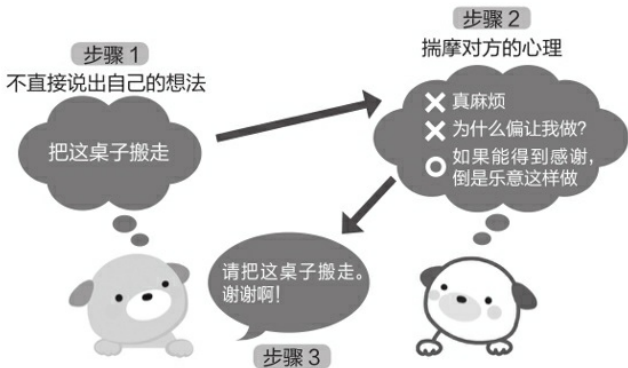 步骤 1
不直接说出自己的想法
把这桌子搬走
步骤 2
揣摩对方的心理
真麻烦
为什么偏让我做?
如果能得到感谢，
倒是乐意这样做
请把这桌子搬走。
谢谢啊!
步骤 3